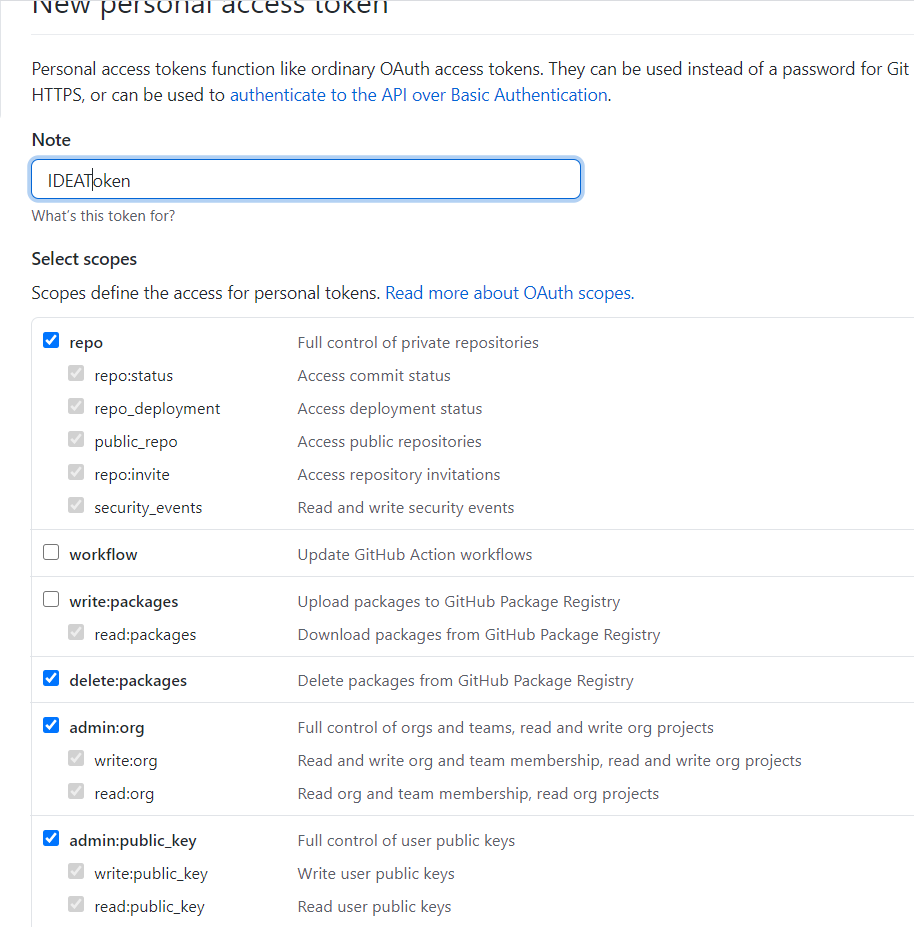 New personal access token
Personal access tokens function like ordinary OAuth access tokens. They can be used instead of a password for Git
HTTPS, or can be used to authenticate to the API over Basic Authentication.
Note
IDEAToken
What's this token for?
Select scopes
Scopes define the access for personal tokens. Read more about OAuth scopes.
repo Full control of private repositories
repo:status Access commit status
repo_deployment Access deployment status
public_repo Access public repositories
repo:invite Access repository invitations
security_events Read and write security events
workflow Update GitHub Action workflows
write:packages Upload packages to GitHub Package Registry
read:packages Download packages from GitHub Package Registry
delete:packages Delete packages from GitHub Package Registry
admin:org Full control of orgs and teams, read and write org projects
write:org Read and write org and team membership, read and write org projects
read:org Read org and team membership, read org projects
admin:public_key Full control of user public keys
write:public_key Write user public keys
read:public_key Read user public keys